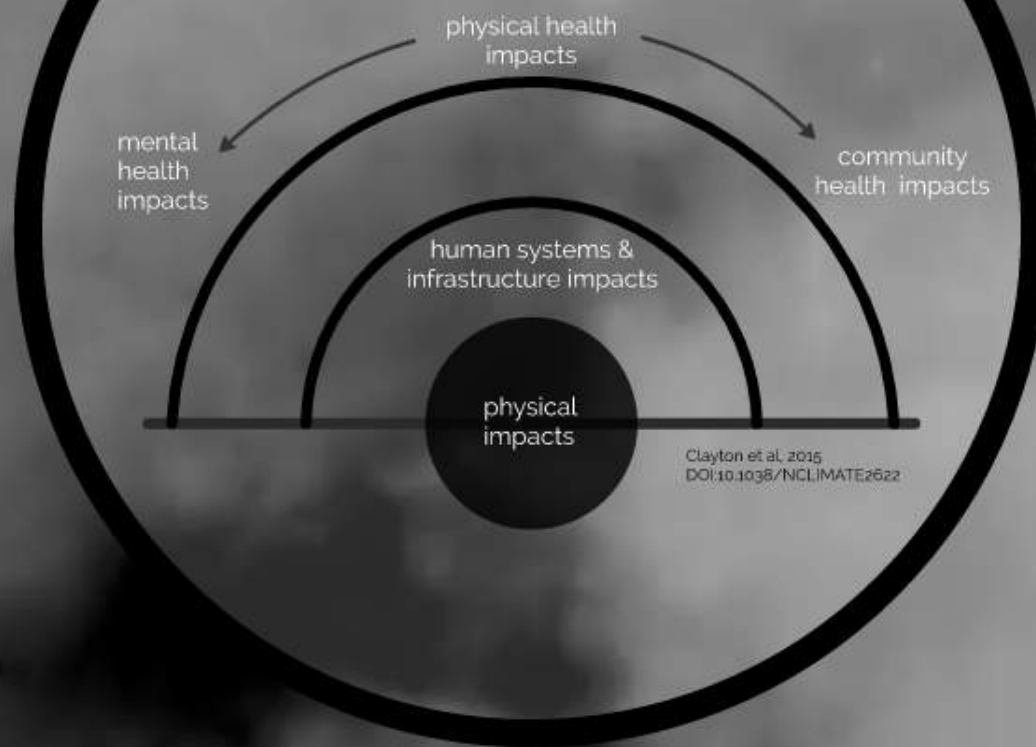 physical health
impacts
mental
health
impacts
community
health impacts
human systems &
infrastructure impacts
physical
impacts
Clayton et al, 2015
DOI:10.1038/NCLIMATE2622